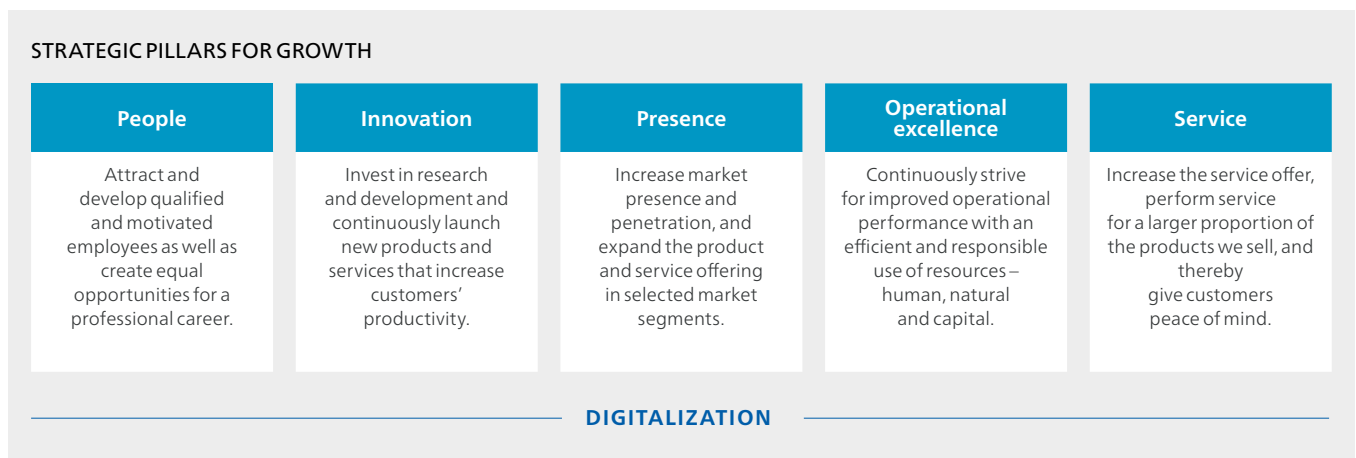 STRATEGIC PILLARS FOR GROWTH
People
Attract and
develop qualified
and motivated
employees as well as
create equal
opportunities for a
professional career.
Innovation
Invest in research
and development and
continuously launch
new products and
services that increase
customers’
productivity.
Presence
Increase market
presence and
penetration, and
expand the product
and service offering
in selected market
segments.
Operational
excellence
Continuously strive
for improved operational
performance with an
efficient and responsible
use of resources –
human, natural
and capital.
Service
Increase the service offer,
perform service
for a larger proportion of
the products we sell, and
thereby
give customers
peace of mind.
DIGITALIZATION